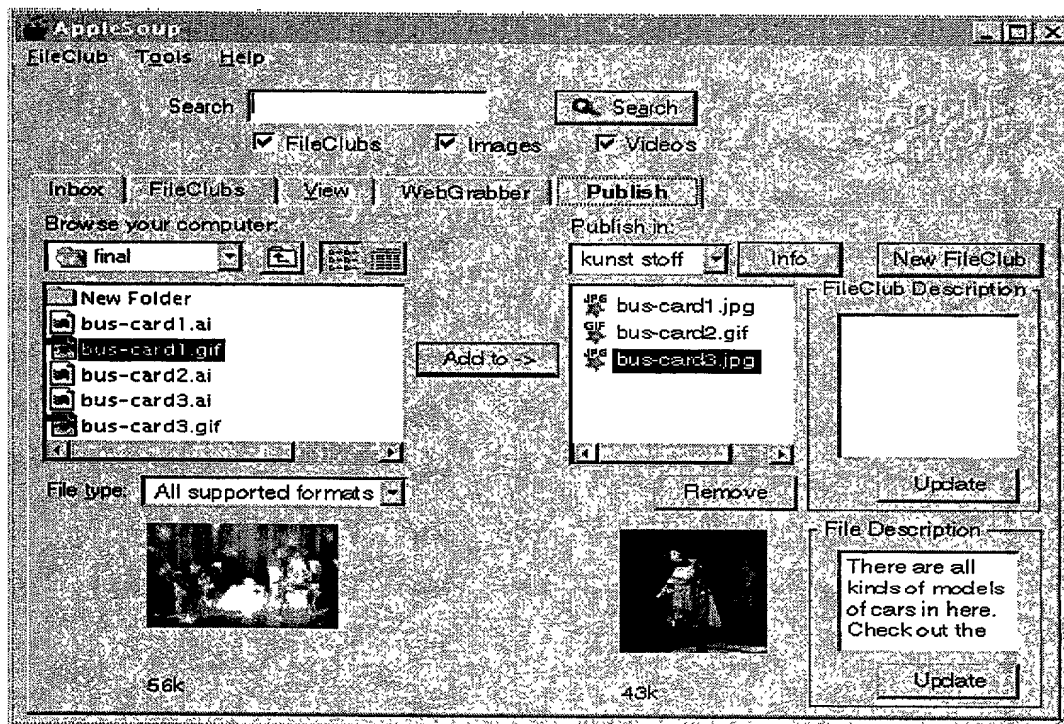 AppleSoup
FileClub Tools Help
Search Search
FileClubs Images Videos
Inbox FileClubs View WebGrabber Publish
Browse your computer:
final
New Folder
bus-card1.ai
bus-card1.gif
bus-card2.ai
bus-card3.ai
bus-card3.gif
File type: All supported formats
56k
Add to ->
Publish in:
kunst stoff Info New FileClub
JPG bus-card1.jpg
GIF bus-card2.gif
JPG bus-card3.jpg
Remove
43k
FileClub Description
Update
File Description
There are all
kinds of models
of cars in here.
Check out the
Update